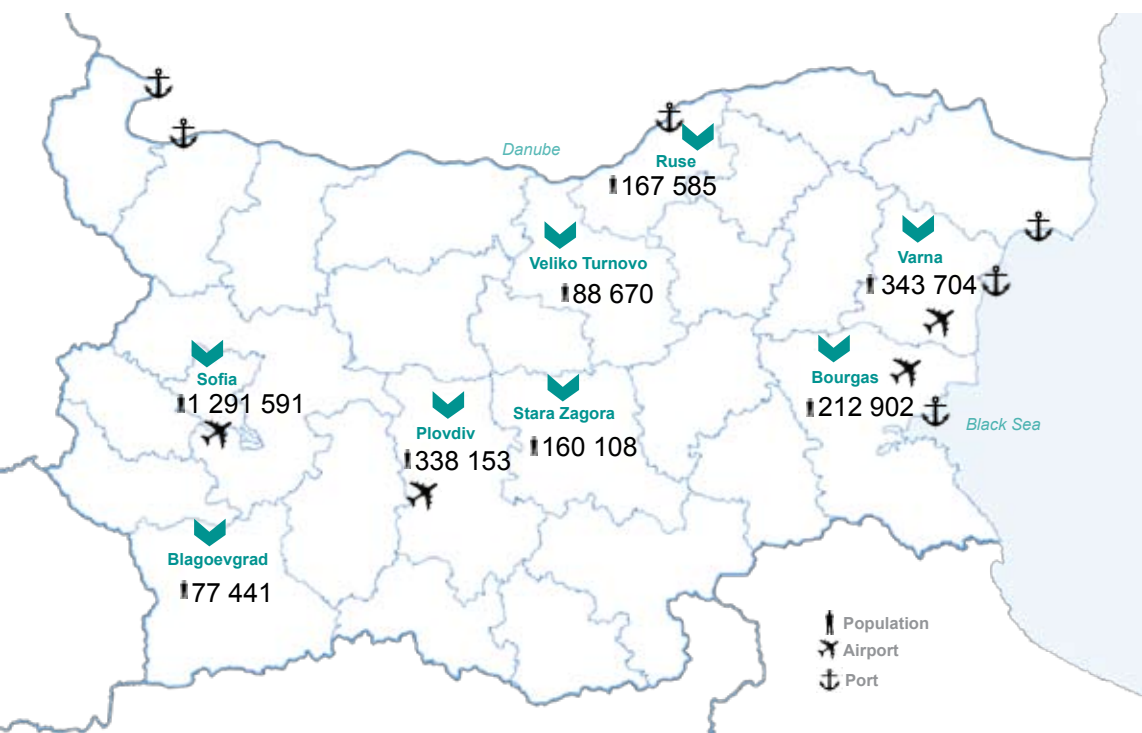 Danube
Ruse
167 585
Veliko Turnovo
88 670
Varna
343 704
Sofia
1 291 591
Plovdiv
338 153
Stara Zagora
160 108
Bourgas
212 902
Black Sea
Blagoevgrad
77 441
Population
Airport
Port